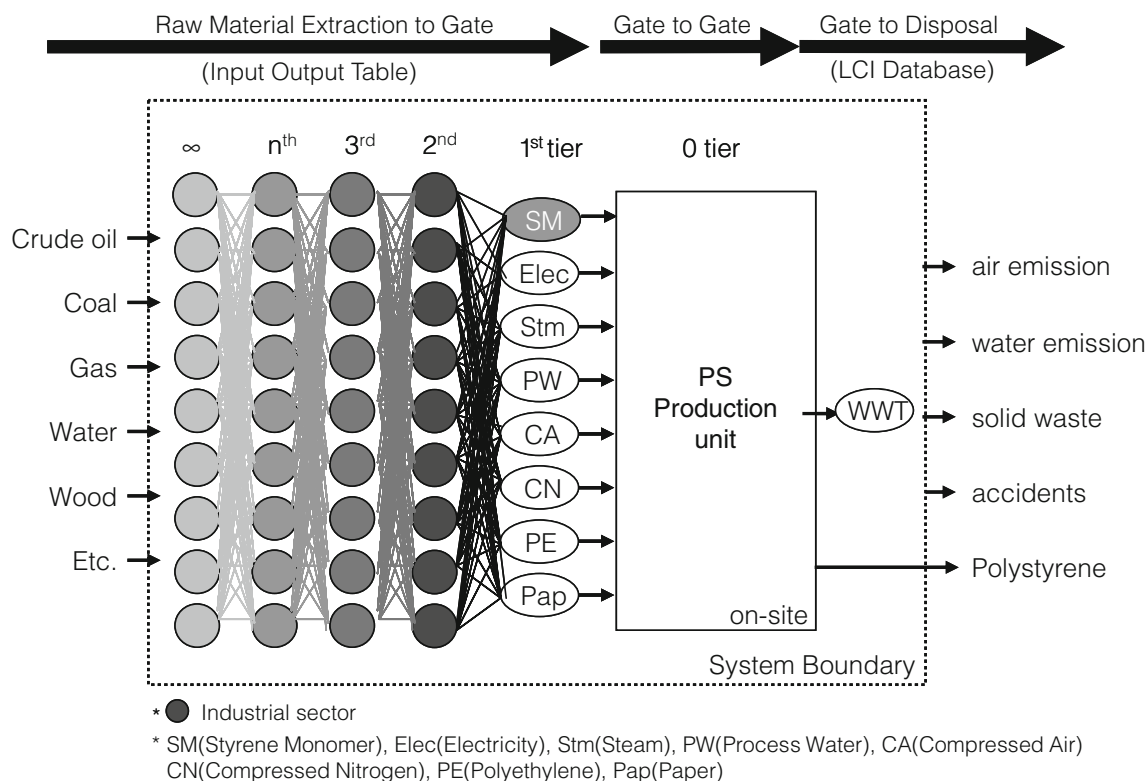 Raw Material Extraction to Gate
Gate to Gate
Gate to Disposal
(Input Output Table)
(LCI Database)
∞
nth
3rd
2nd
1st tier
0 tier
Crude oil
Coal
Gas
Water
Wood
Etc.
SM
Elec
Stm
PW
CA
CN
PE
Pap
PS
Production
unit
on-site
WWT
air emission
water emission
solid waste
accidents
Polystyrene
System Boundary
* Industrial sector
* SM(Styrene Monomer), Elec(Electricity), Stm(Steam), PW(Process Water), CA(Compressed Air)
CN(Compressed Nitrogen), PE(Polyethylene), Pap(Paper)